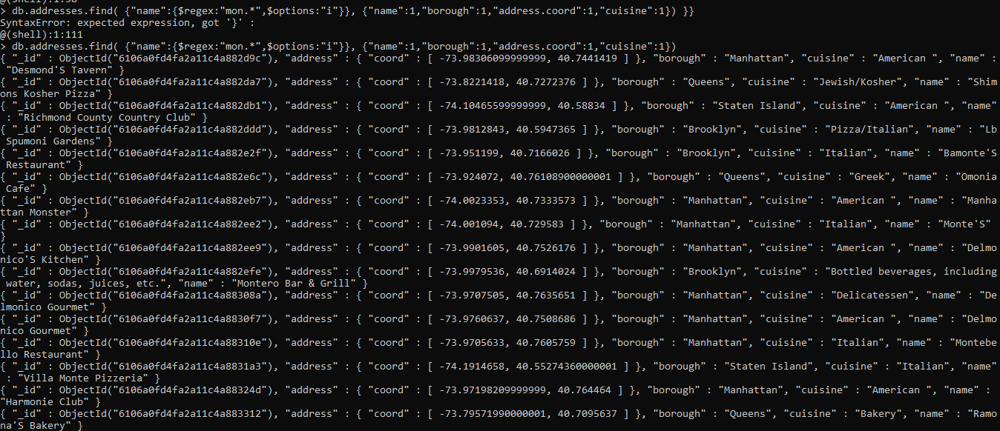 @(shell):1:58
> db.addresses.find( {"name":{$regex:"mon.*",$options:"i"}}, {"name":1,"borough":1,"address.coord":1,"cuisine":1}) }}
SyntaxError: expected expression, got '}' :
@(shell):1:111
> db.addresses.find( {"name":{$regex:"mon.*",$options:"i"}}, {"name":1,"borough":1,"address.coord":1,"cuisine":1})
{ "_id" : ObjectId("6106a0fd4fa2a11c4a882d9c"), "address" : { "coord" : [ -73.98306099999999, 40.7441419 ] }, "borough" : "Manhattan", "cuisine" : "American ", "name" :
 "Desmond'S Tavern" }
{ "_id" : ObjectId("6106a0fd4fa2a11c4a882da7"), "address" : { "coord" : [ -73.8221418, 40.7272376 ] }, "borough" : "Queens", "cuisine" : "Jewish/Kosher", "name" : "Shim
ons Kosher Pizza" }
{ "_id" : ObjectId("6106a0fd4fa2a11c4a882db1"), "address" : { "coord" : [ -74.10465599999999, 40.58834 ] }, "borough" : "Staten Island", "cuisine" : "American ", "name"
 : "Richmond County Country Club" }
{ "_id" : ObjectId("6106a0fd4fa2a11c4a882ddd"), "address" : { "coord" : [ -73.9812843, 40.5947365 ] }, "borough" : "Brooklyn", "cuisine" : "Pizza/Italian", "name" : "Lb
 Spumoni Gardens" }
{ "_id" : ObjectId("6106a0fd4fa2a11c4a882e2f"), "address" : { "coord" : [ -73.951199, 40.7166026 ] }, "borough" : "Brooklyn", "cuisine" : "Italian", "name" : "Bamonte'S
 Restaurant" }
{ "_id" : ObjectId("6106a0fd4fa2a11c4a882e6c"), "address" : { "coord" : [ -73.924072, 40.76108900000001 ] }, "borough" : "Queens", "cuisine" : "Greek", "name" : "Omonia
 Cafe" }
{ "_id" : ObjectId("6106a0fd4fa2a11c4a882eb7"), "address" : { "coord" : [ -74.0023353, 40.7333573 ] }, "borough" : "Manhattan", "cuisine" : "American ", "name" : "Manha
ttan Monster" }
{ "_id" : ObjectId("6106a0fd4fa2a11c4a882ee2"), "address" : { "coord" : [ -74.001094, 40.729583 ] }, "borough" : "Manhattan", "cuisine" : "Italian", "name" : "Monte'S"
}
{ "_id" : ObjectId("6106a0fd4fa2a11c4a882ee9"), "address" : { "coord" : [ -73.9901605, 40.7526176 ] }, "borough" : "Manhattan", "cuisine" : "American ", "name" : "Delmo
nico'S Kitchen" }
{ "_id" : ObjectId("6106a0fd4fa2a11c4a882efe"), "address" : { "coord" : [ -73.9979536, 40.6914024 ] }, "borough" : "Brooklyn", "cuisine" : "Bottled beverages, including
 water, sodas, juices, etc.", "name" : "Montero Bar & Grill" }
{ "_id" : ObjectId("6106a0fd4fa2a11c4a88308a"), "address" : { "coord" : [ -73.9707505, 40.7635651 ] }, "borough" : "Manhattan", "cuisine" : "Delicatessen", "name" : "De
lmonico Gourmet" }
{ "_id" : ObjectId("6106a0fd4fa2a11c4a8830f7"), "address" : { "coord" : [ -73.9760637, 40.7508686 ] }, "borough" : "Manhattan", "cuisine" : "American ", "name" : "Delmo
nico Gourmet" }
{ "_id" : ObjectId("6106a0fd4fa2a11c4a88310e"), "address" : { "coord" : [ -73.9705633, 40.7605759 ] }, "borough" : "Manhattan", "cuisine" : "Italian", "name" : "Montebe
llo Restaurant" }
{ "_id" : ObjectId("6106a0fd4fa2a11c4a8831a3"), "address" : { "coord" : [ -74.1914658, 40.55274360000001 ] }, "borough" : "Staten Island", "cuisine" : "Italian", "name"
 : "Villa Monte Pizzeria" }
{ "_id" : ObjectId("6106a0fd4fa2a11c4a88324d"), "address" : { "coord" : [ -73.97198209999999, 40.764464 ] }, "borough" : "Manhattan", "cuisine" : "American ", "name" :
"Harmonie Club" }
{ "_id" : ObjectId("6106a0fd4fa2a11c4a883312"), "address" : { "coord" : [ -73.79571990000001, 40.7095637 ] }, "borough" : "Queens", "cuisine" : "Bakery", "name" : "Ramo
na'S Bakery" }